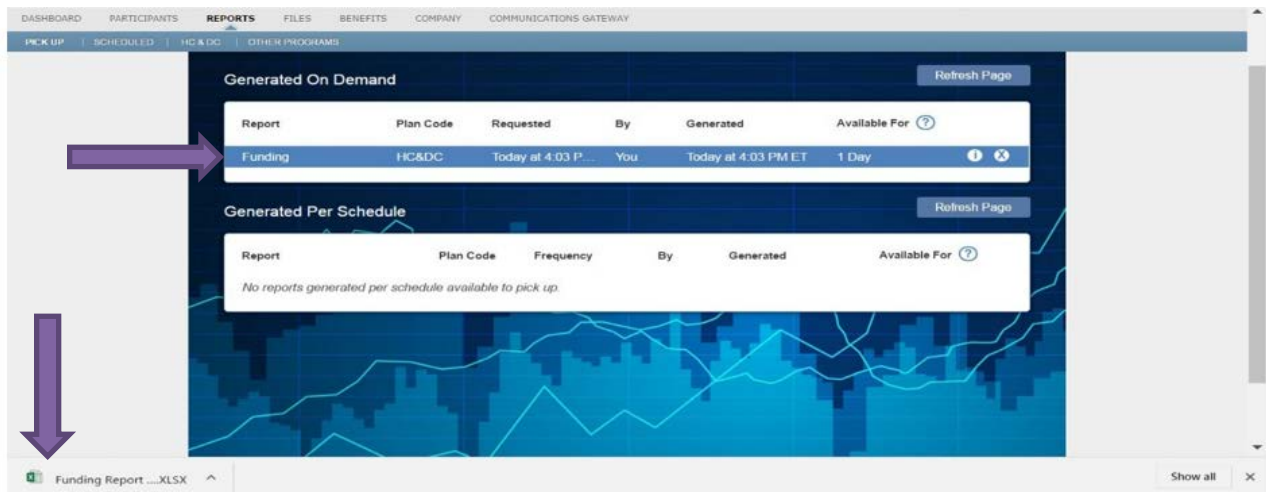 DASHBOARD PARTICIPANTS REPORTS FILES BENEFITS COMPANY COMMUNICATIONS GATEWAY
PICK UP | SCHEDULED | HC & DC | OTHER PROGRAMS
Generated On Demand Refresh Page
Report Plan Code Requested By Generated Available For ?
Funding HC&DC Today at 4:03 P... You Today at 4:03 PM ET 1 Day i X
Generated Per Schedule Refresh Page
Report Plan Code Frequency By Generated Available For ?
No reports generated per schedule available to pick up.
Funding Report ....XLSX Show all